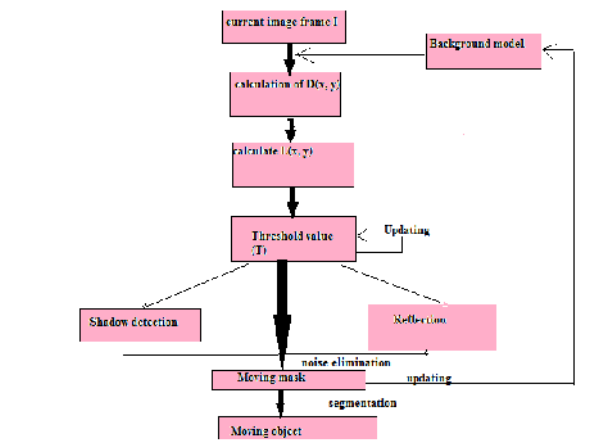 current image frame I
Background model
calculation of D(x, y)
calculate L(x, y)
Threshold value
(T)
Updating
Shadow detection
Reflection
noise elimination
Moving mask
updating
segmentation
Moving object